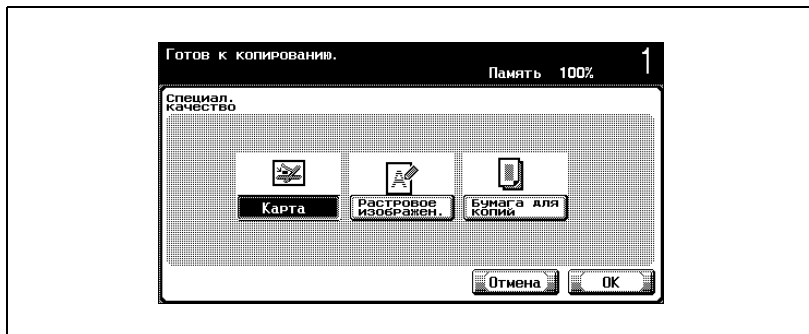 Готов к копированию.
Память 100% 1
Специал.
качество
Карта
Растровое
изображен.
Бумага для
копий
Отмена
OK